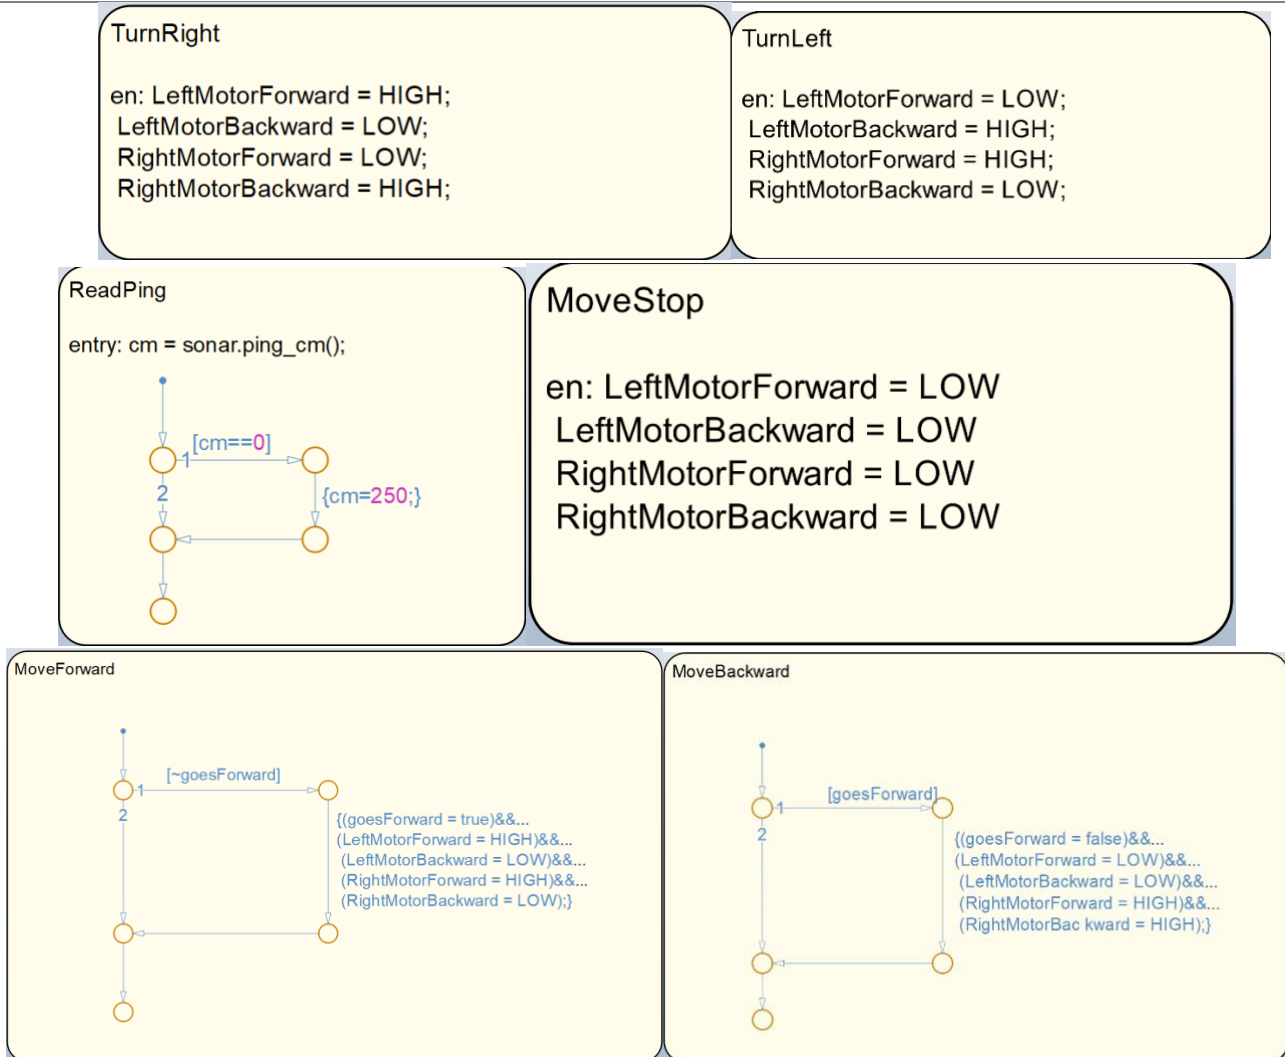 TurnRight
en: LeftMotorForward = HIGH;
LeftMotorBackward = LOW;
RightMotorForward = LOW;
RightMotorBackward = HIGH;
TurnLeft
en: LeftMotorForward = LOW;
LeftMotorBackward = HIGH;
RightMotorForward = HIGH;
RightMotorBackward = LOW;
ReadPing
entry: cm = sonar.ping_cm();
[cm==0]
1
2
{cm=250;}
MoveStop
en: LeftMotorForward = LOW
LeftMotorBackward = LOW
RightMotorForward = LOW
RightMotorBackward = LOW
MoveForward
[~goesForward]
1
2
{(goesForward = true)&&...
(LeftMotorForward = HIGH)&&...
(LeftMotorBackward = LOW)&&...
(RightMotorForward = HIGH)&&...
(RightMotorBackward = LOW);}
MoveBackward
[goesForward]
1
2
{(goesForward = false)&&...
(LeftMotorForward = LOW)&&...
(LeftMotorBackward = LOW)&&...
(RightMotorForward = HIGH)&&...
(RightMotorBac kward = HIGH);}